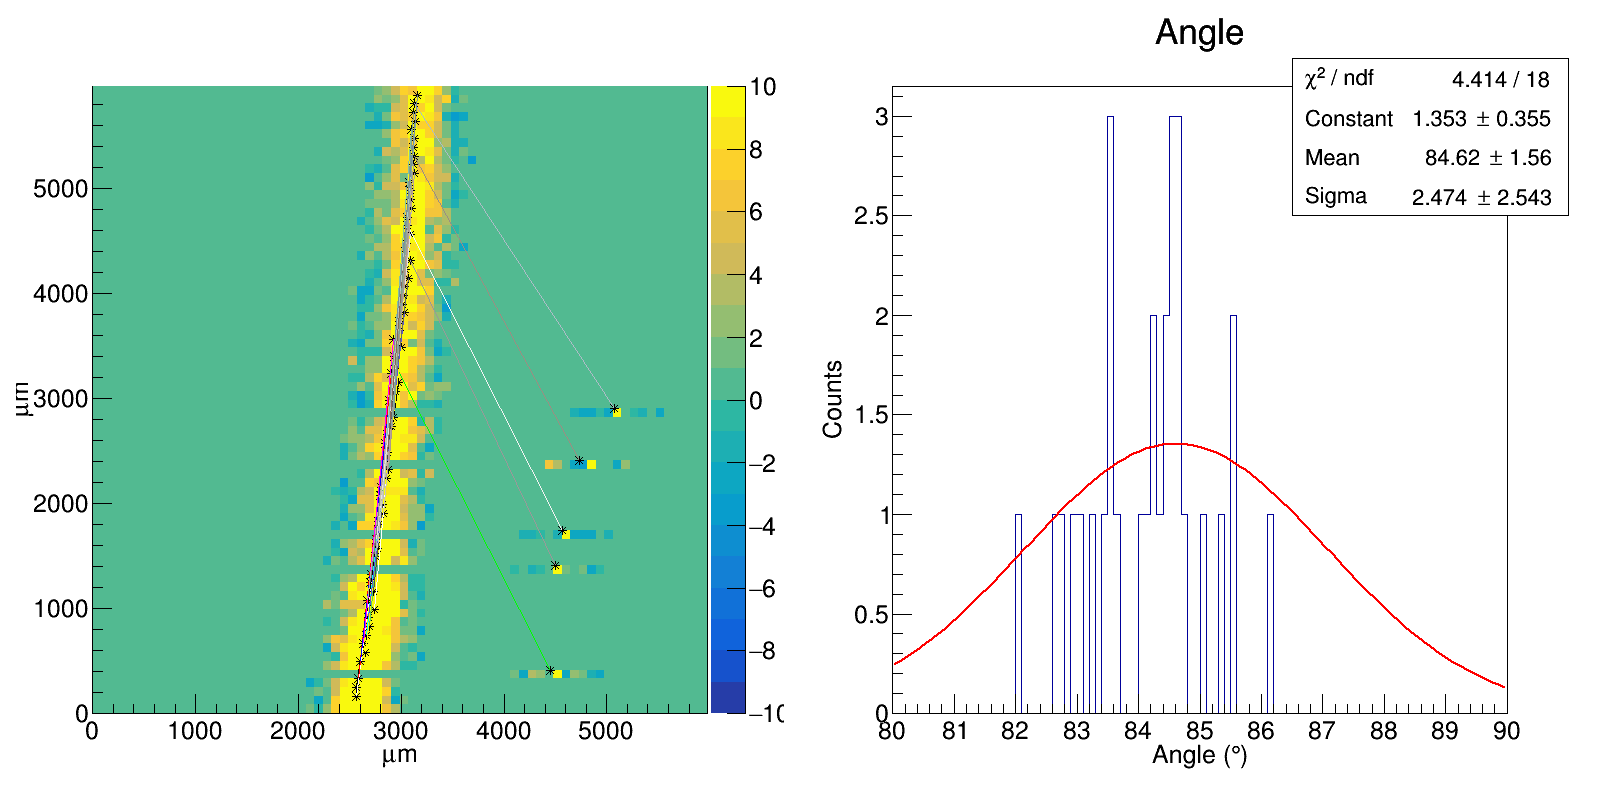 Angle
χ² / ndf 4.414 / 18
Constant 1.353 ± 0.355
Mean 84.62 ± 1.56
Sigma 2.474 ± 2.543
µm
5000
4000
3000
2000
1000
0
0 1000 2000 3000 4000 5000
µm
10
8
6
4
2
0
−2
−4
−6
−8
−10
Counts
3
2.5
2
1.5
1
0.5
0
80 81 82 83 84 85 86 87 88 89 90
Angle (°)